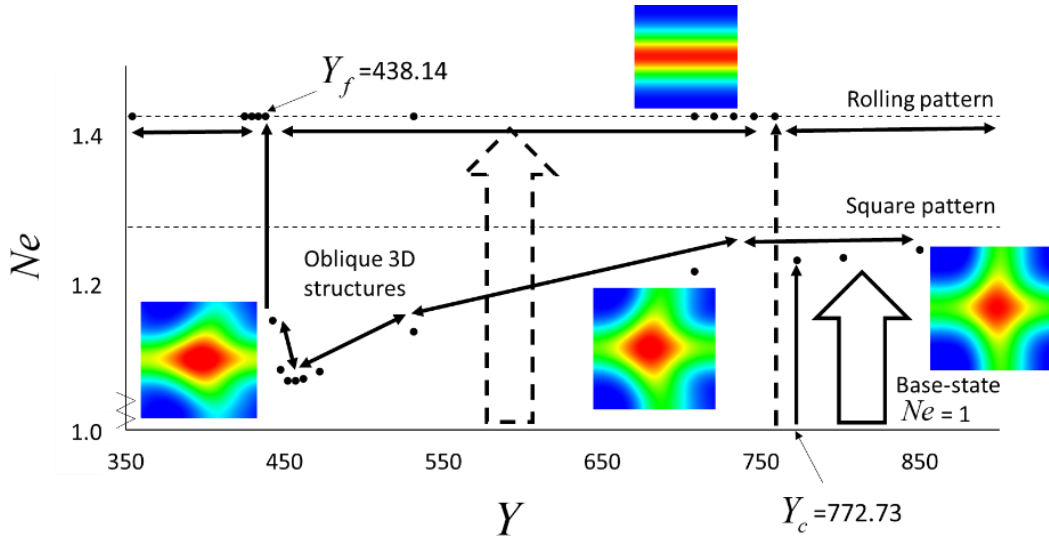 Y_f =438.14
Rolling pattern
1.4
Square pattern
Ne
Oblique 3D
structures
1.2
Base-state
Ne = 1
1.0
350 450 550 650 750 850
Y
Y_c =772.73